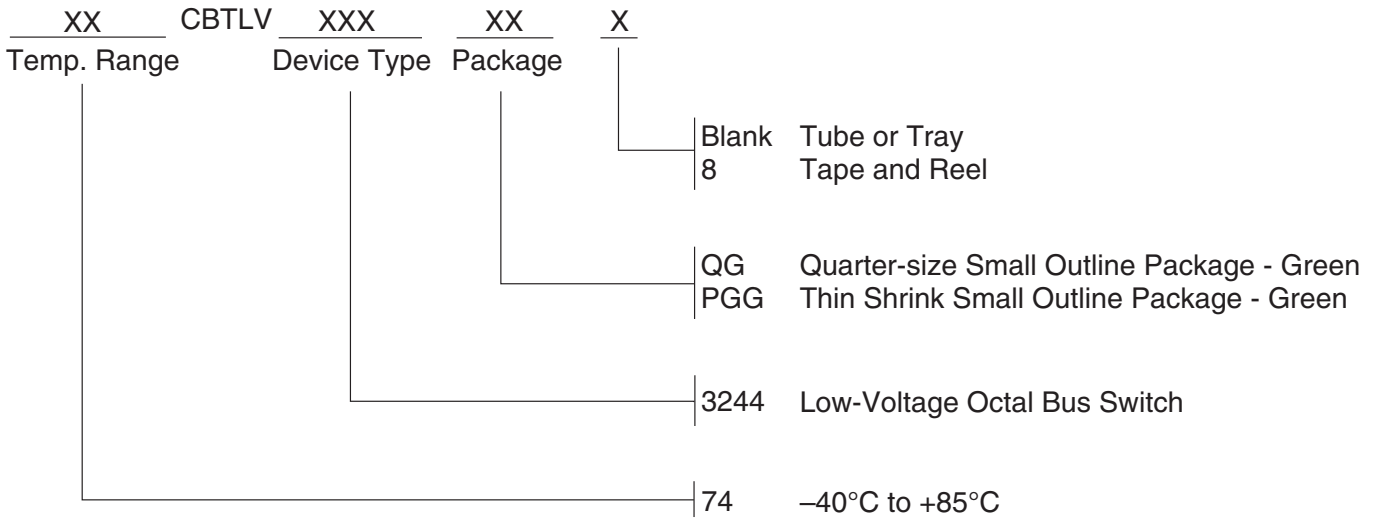 XX CBTLV XXX XX X
Temp. Range Device Type Package
Blank Tube or Tray
8 Tape and Reel
QG Quarter-size Small Outline Package - Green
PGG Thin Shrink Small Outline Package - Green
3244 Low-Voltage Octal Bus Switch
74 –40°C to +85°C